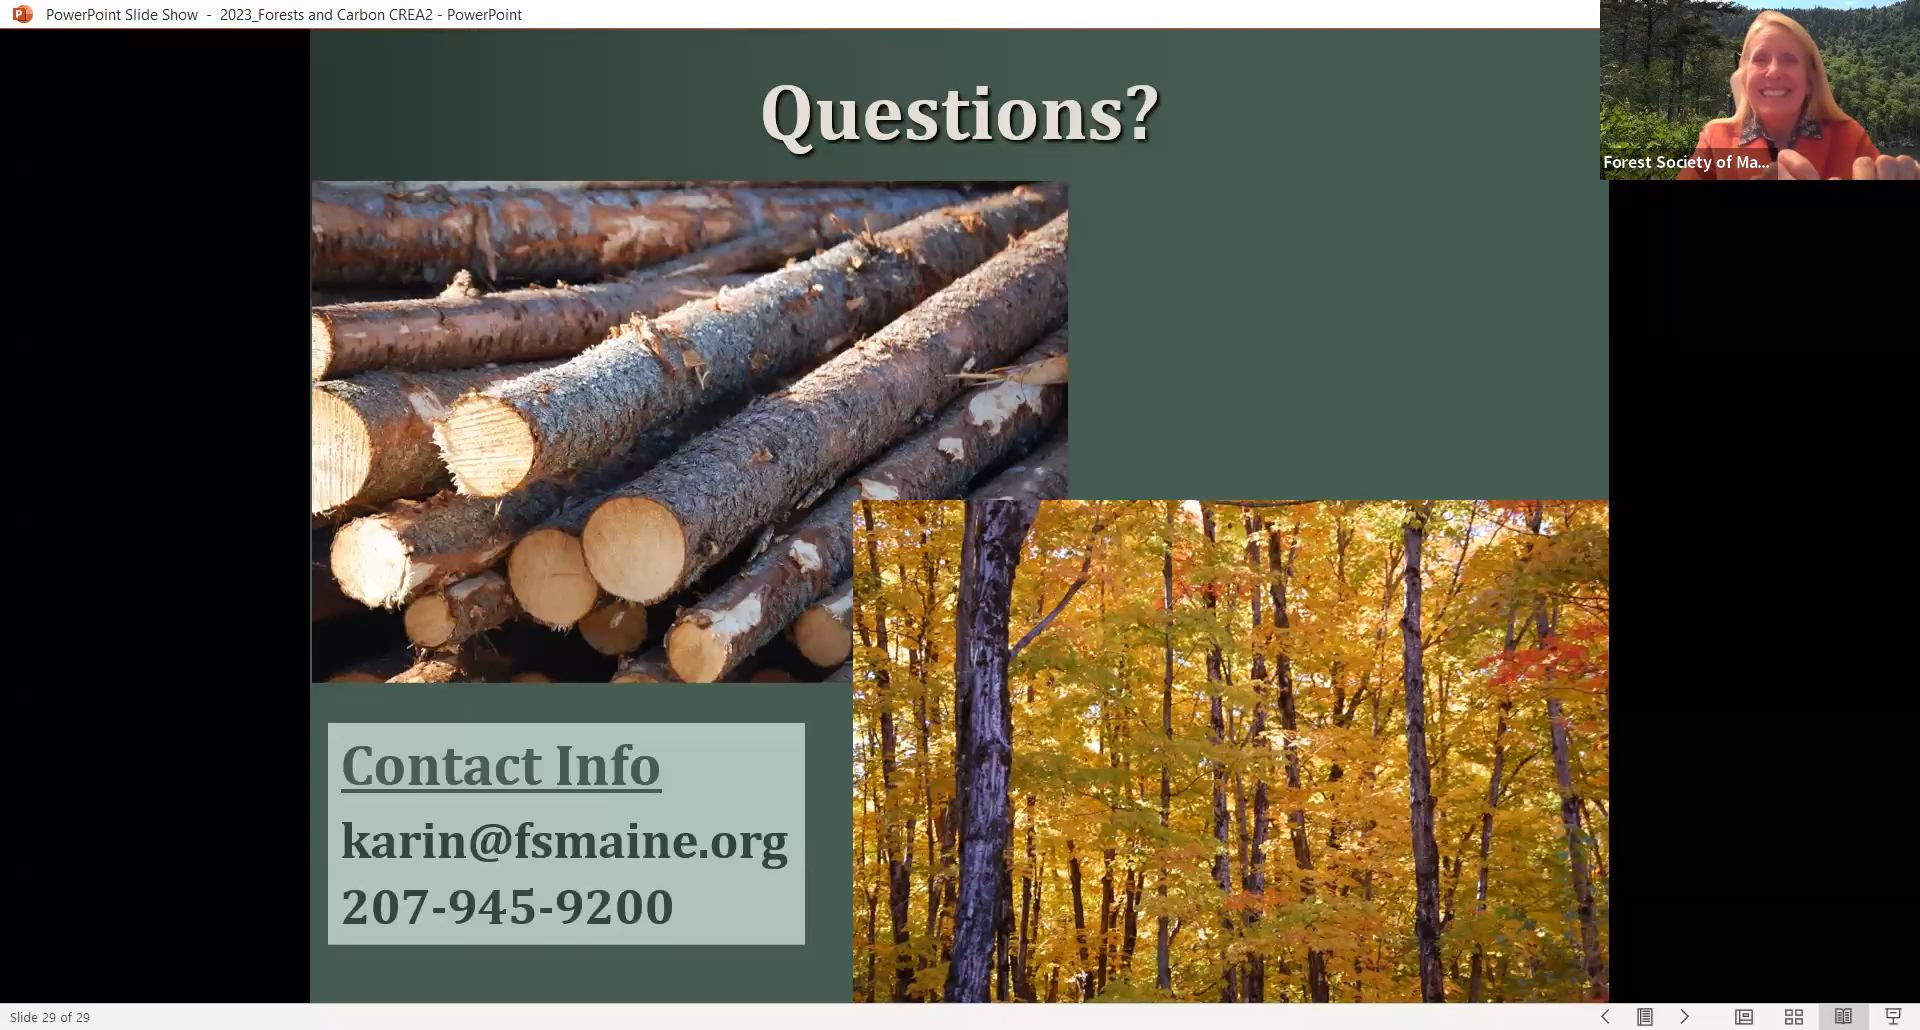 PowerPoint Slide Show - 2023_Forests and Carbon CREA2 - PowerPoint
Questions?
Forest Society of Ma...
Contact Info
karin@fsmaine.org
207-945-9200
Slide 29 of 29